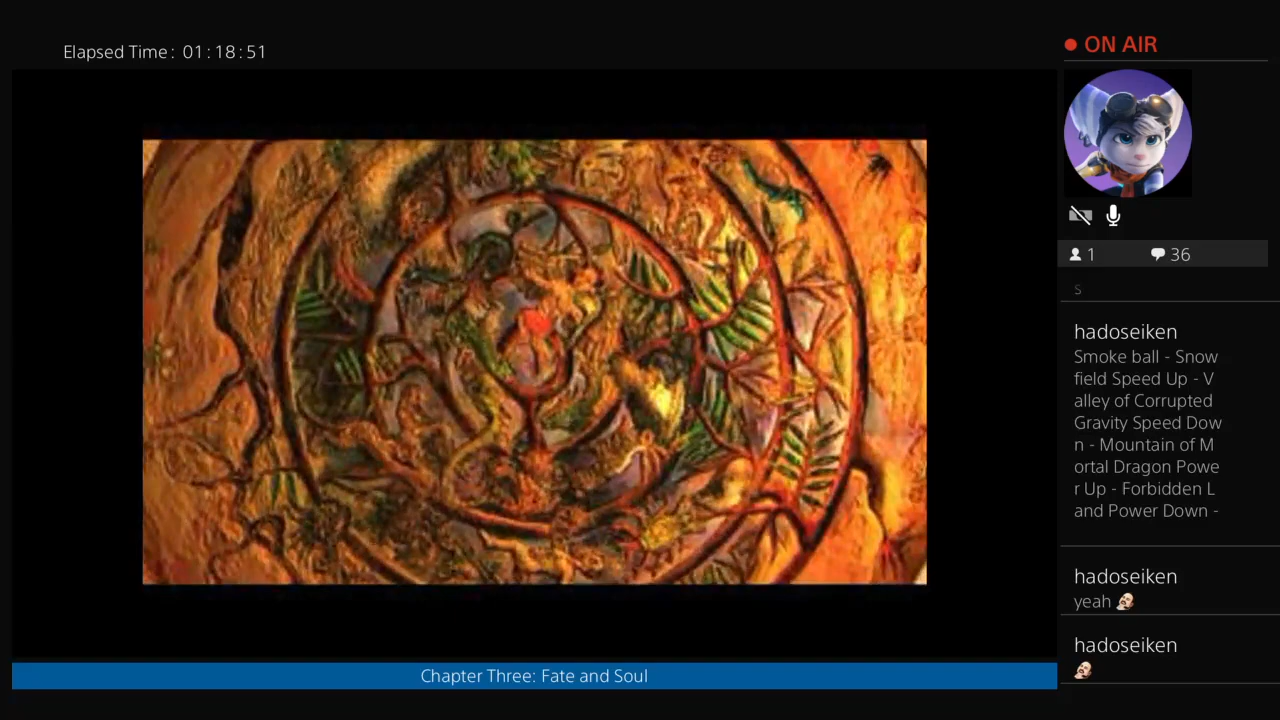 Elapsed Time: 01:18:51
ON AIR
1 36
s
hadoseiken
Smoke ball - Snow
field Speed Up - V
alley of Corrupted
Gravity Speed Dow
n - Mountain of M
ortal Dragon Powe
r Up - Forbidden L
and Power Down -
hadoseiken
yeah
hadoseiken
Chapter Three: Fate and Soul